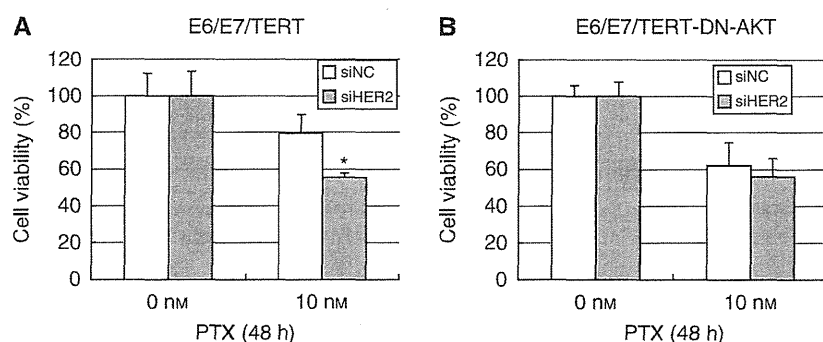 A
E6/E7/TERT
Cell viability (%)
120
100
80
60
40
20
0
siNC
siHER2
*
0 nM
10 nM
PTX (48 h)
B
E6/E7/TERT-DN-AKT
Cell viability (%)
120
100
80
60
40
20
0
siNC
siHER2
0 nM
10 nM
PTX (48 h)